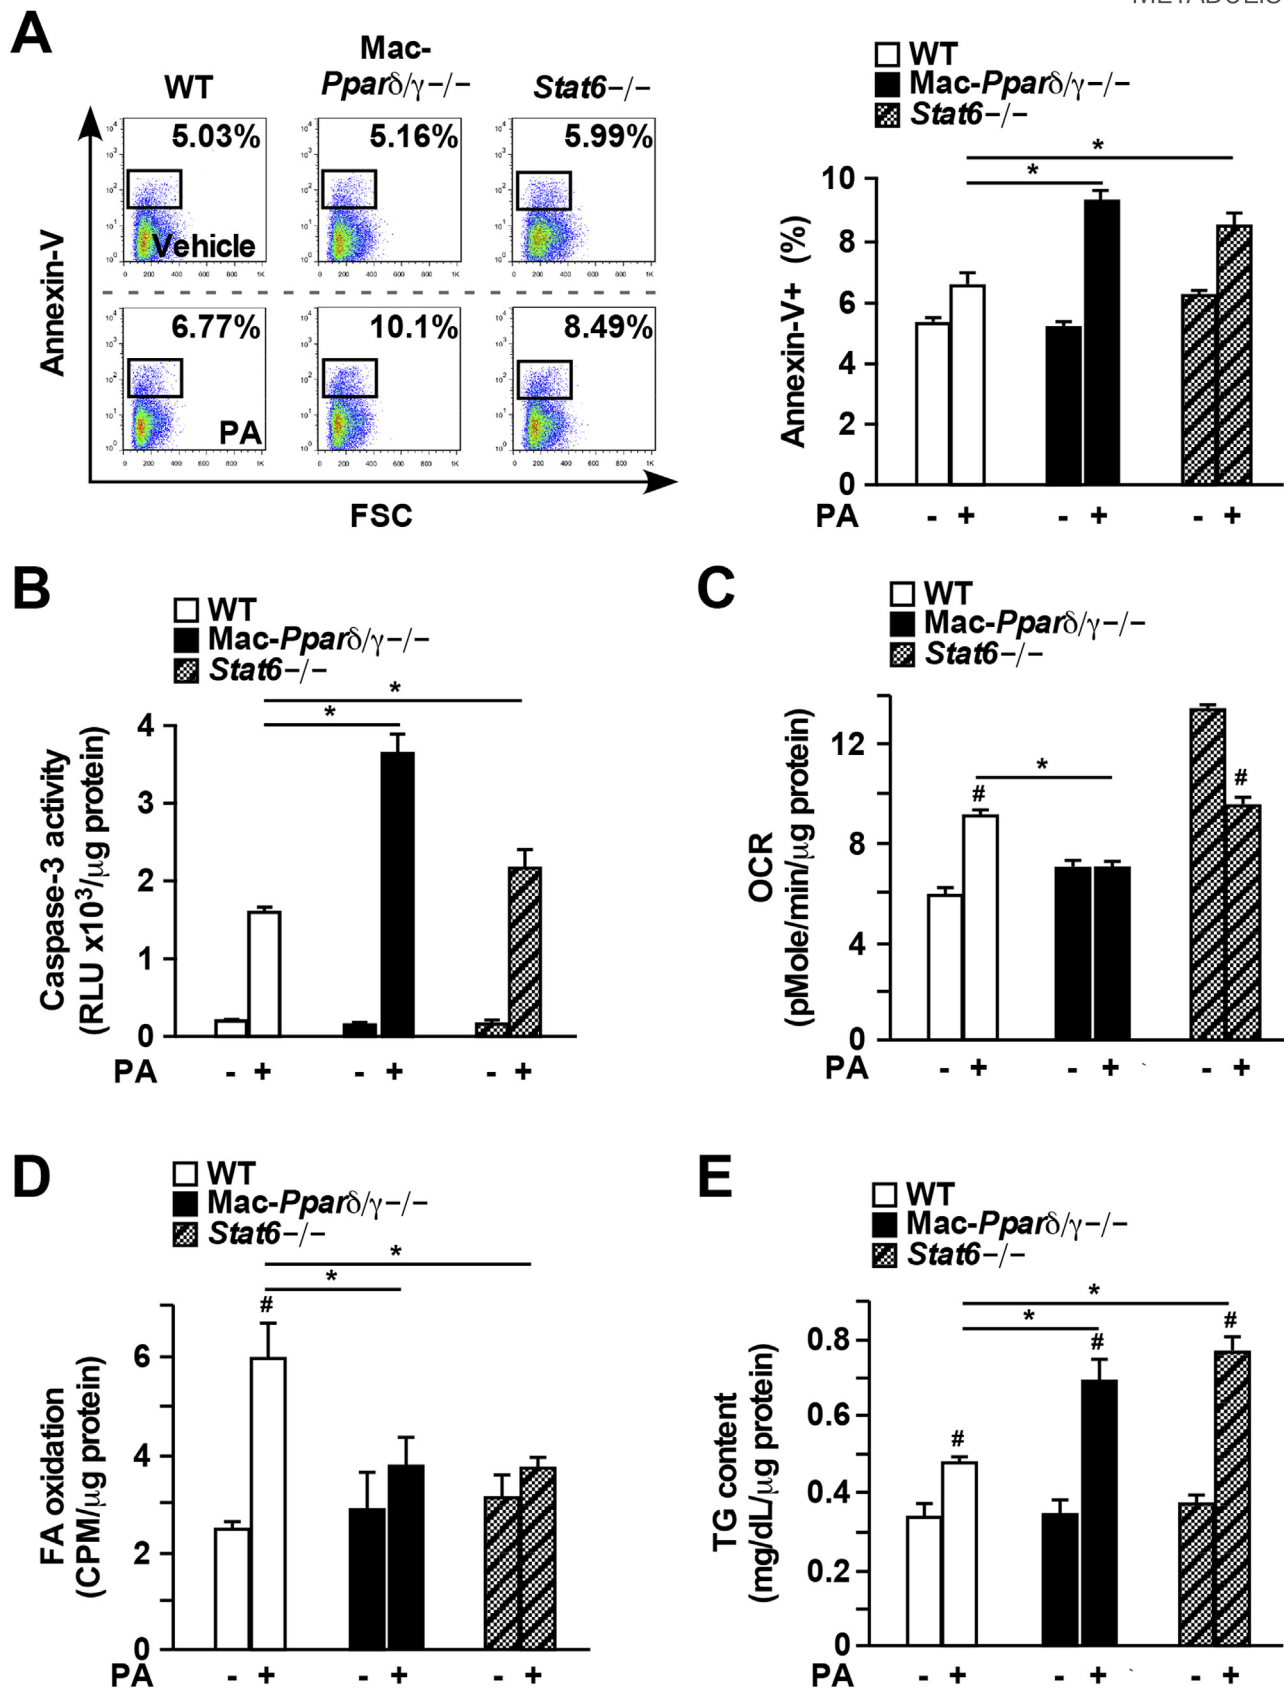 A
Mac-
WT Pparδ/γ−/− Stat6−/−
5.03% 5.16% 5.99%
Vehicle
6.77% 10.1% 8.49%
PA
Annexin-V
FSC
WT
Mac-Pparδ/γ−/−
Stat6−/−
*
*
10
8
6
4
2
0
Annexin-V+ (%)
PA - + - + - +
B
WT
Mac-Pparδ/γ−/−
Stat6−/−
*
*
4
3
2
1
0
Caspase-3 activity
(RLU x10³/μg protein)
PA - + - + - +
C
WT
Mac-Pparδ/γ−/−
Stat6−/−
*
#
#
12
8
4
0
OCR
(pMole/min/μg protein)
PA - + - + - +
D
WT
Mac-Pparδ/γ−/−
Stat6−/−
*
*
#
6
4
2
0
FA oxidation
(CPM/μg protein)
PA - + - + - +
E
WT
Mac-Pparδ/γ−/−
Stat6−/−
*
*
#
#
#
0.8
0.6
0.4
0.2
0
TG content
(mg/dL/μg protein)
PA - + - + - +